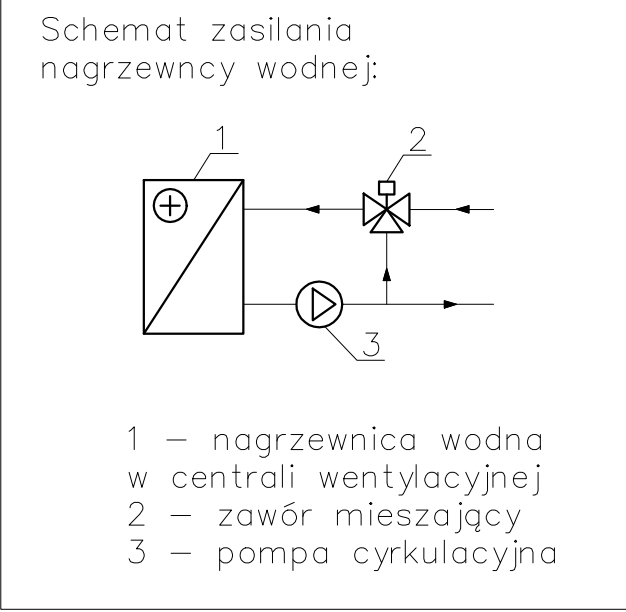 Schemat zasilania
nagrzewncy wodnej:
1
2
3
1 – nagrzewnica wodna
w centrali wentylacyjnej
2 – zawór mieszający
3 – pompa cyrkulacyjna